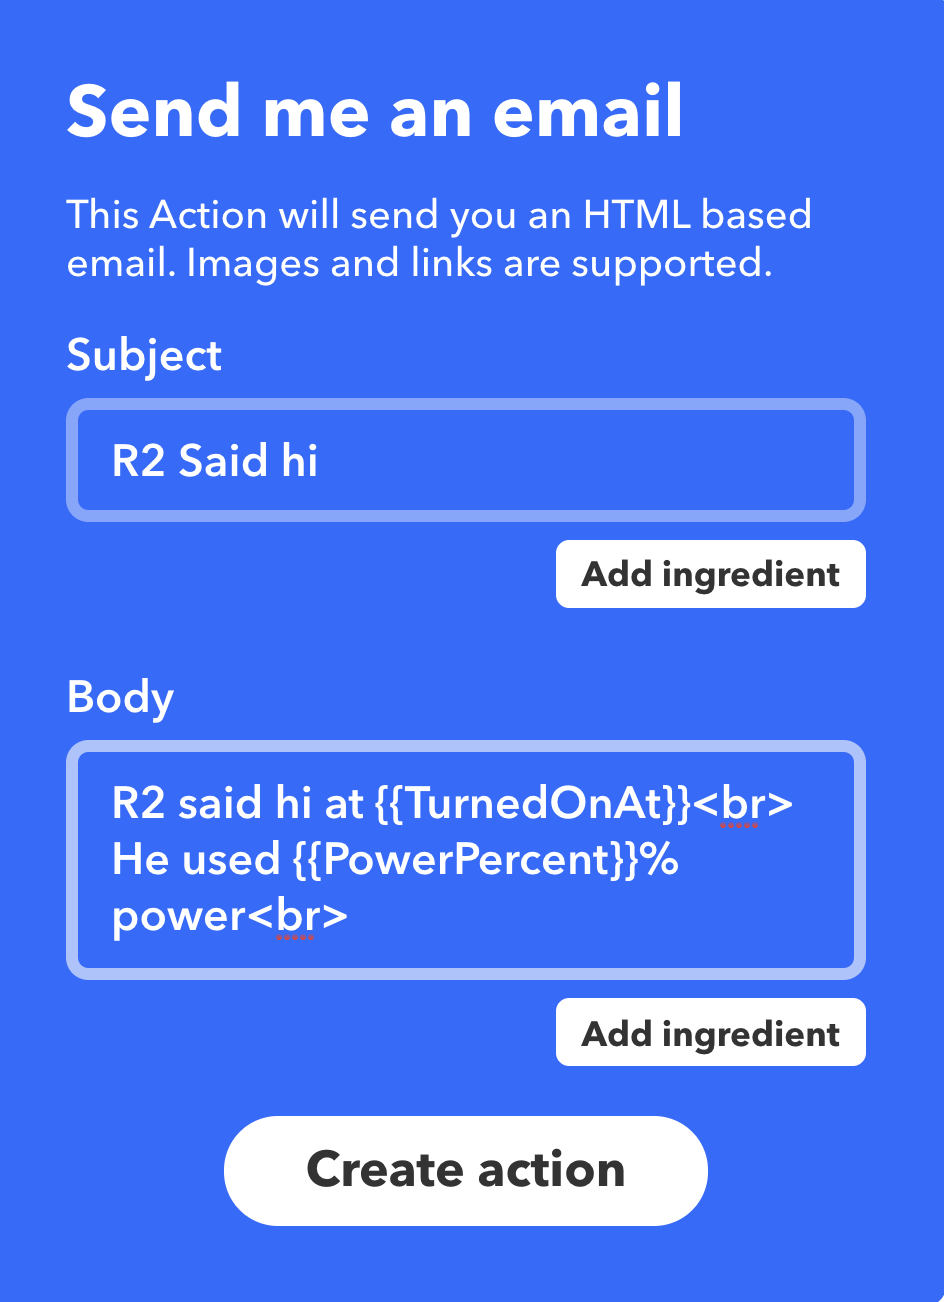 Send me an email
This Action will send you an HTML based
email. Images and links are supported.
Subject
R2 Said hi
Add ingredient
Body
R2 said hi at {{TurnedOnAt}}<br>
He used {{PowerPercent}}%
power<br>
Add ingredient
Create action